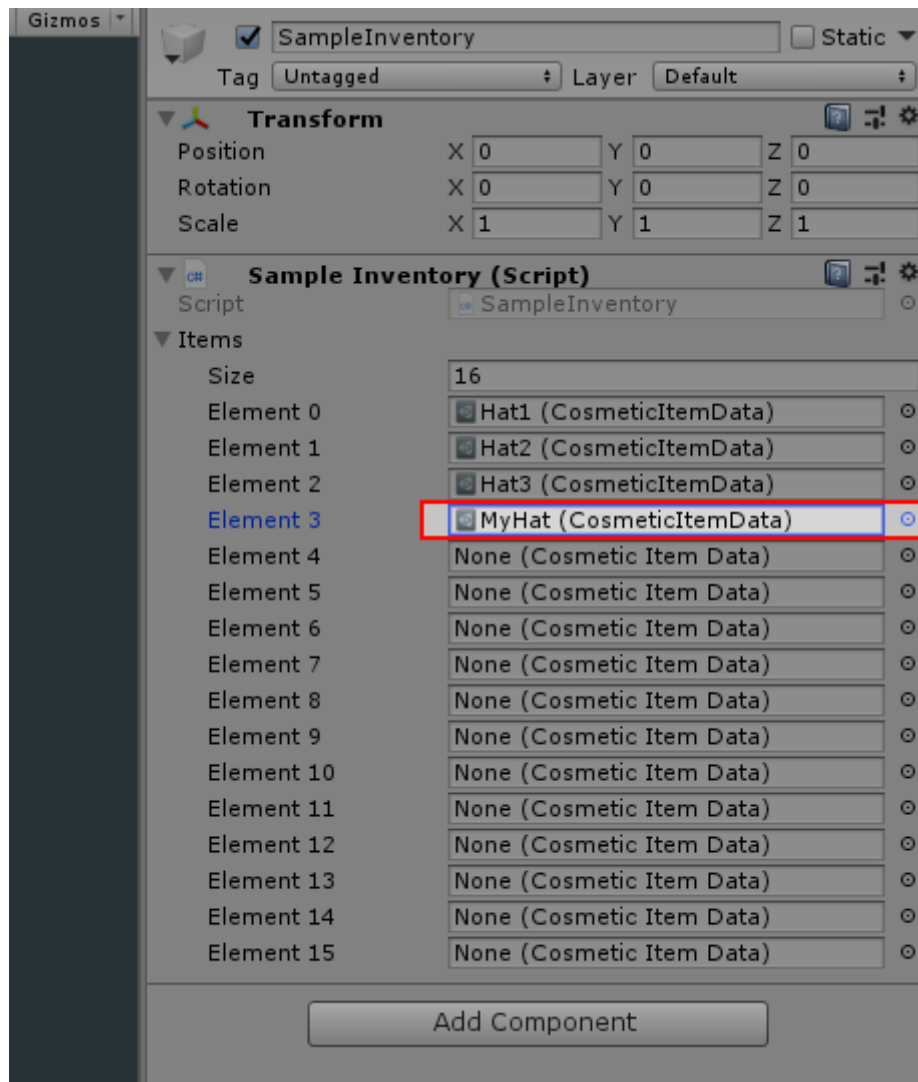 Gizmos
SampleInventory Static
Tag Untagged Layer Default
Transform
Position X 0 Y 0 Z 0
Rotation X 0 Y 0 Z 0
Scale X 1 Y 1 Z 1
C# Sample Inventory (Script)
Script SampleInventory
Items
Size 16
Element 0 Hat1 (CosmeticItemData)
Element 1 Hat2 (CosmeticItemData)
Element 2 Hat3 (CosmeticItemData)
Element 3 MyHat (CosmeticItemData)
Element 4 None (Cosmetic Item Data)
Element 5 None (Cosmetic Item Data)
Element 6 None (Cosmetic Item Data)
Element 7 None (Cosmetic Item Data)
Element 8 None (Cosmetic Item Data)
Element 9 None (Cosmetic Item Data)
Element 10 None (Cosmetic Item Data)
Element 11 None (Cosmetic Item Data)
Element 12 None (Cosmetic Item Data)
Element 13 None (Cosmetic Item Data)
Element 14 None (Cosmetic Item Data)
Element 15 None (Cosmetic Item Data)
Add Component